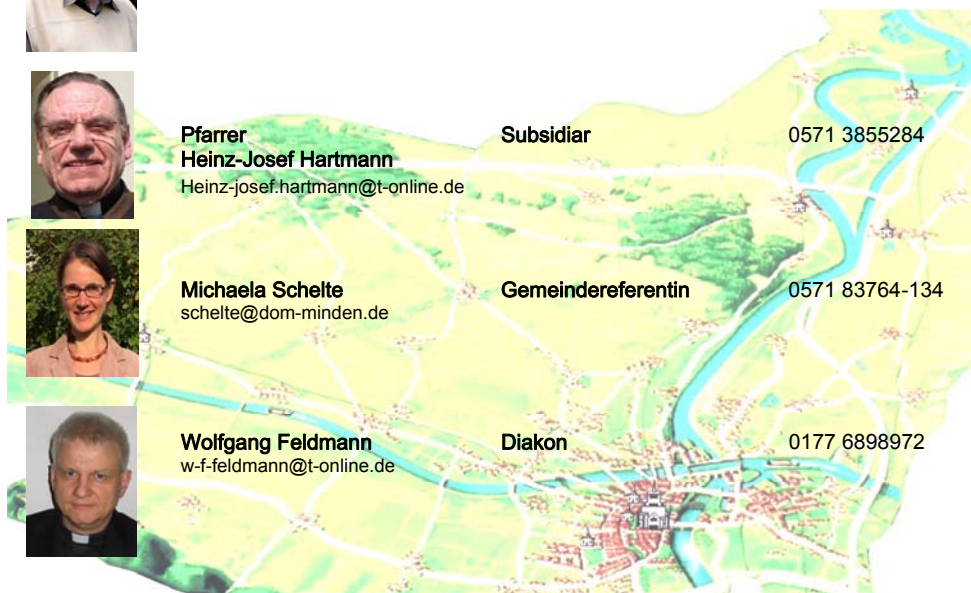 Pfarrer Subsidiar 0571 3855284
Heinz-Josef Hartmann
Heinz-josef.hartmann@t-online.de
Michaela Schelte Gemeindereferentin 0571 83764-134
schelte@dom-minden.de
Wolfgang Feldmann Diakon 0177 6898972
w-f-feldmann@t-online.de